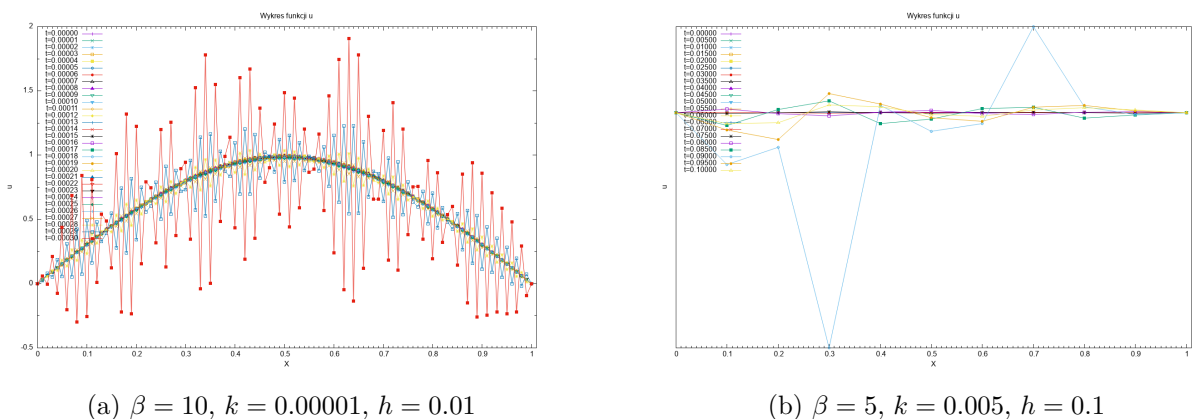 Wykres funkcji u
2
1.5
1
0.5
0
-0.5
u
t=0.00000
t=0.00001
t=0.00002
t=0.00003
t=0.00004
t=0.00005
t=0.00006
t=0.00007
t=0.00008
t=0.00009
t=0.00010
t=0.00011
t=0.00012
t=0.00013
t=0.00014
t=0.00015
t=0.00016
t=0.00017
t=0.00018
t=0.00019
t=0.00020
t=0.00021
t=0.00022
t=0.00023
t=0.00024
t=0.00025
t=0.00026
t=0.00027
t=0.00028
t=0.00029
t=0.00030
0 0.1 0.2 0.3 0.4 0.5 0.6 0.7 0.8 0.9 1
X
(a) β = 10, k = 0.00001, h = 0.01
Wykres funkcji u
u
t=0.00000
t=0.00500
t=0.01000
t=0.01500
t=0.02000
t=0.02500
t=0.03000
t=0.03500
t=0.04000
t=0.04500
t=0.05000
t=0.05500
t=0.06000
t=0.06500
t=0.07000
t=0.07500
t=0.08000
t=0.08500
t=0.09000
t=0.09500
t=0.10000
0 0.1 0.2 0.3 0.4 0.5 0.6 0.7 0.8 0.9 1
X
(b) β = 5, k = 0.005, h = 0.1